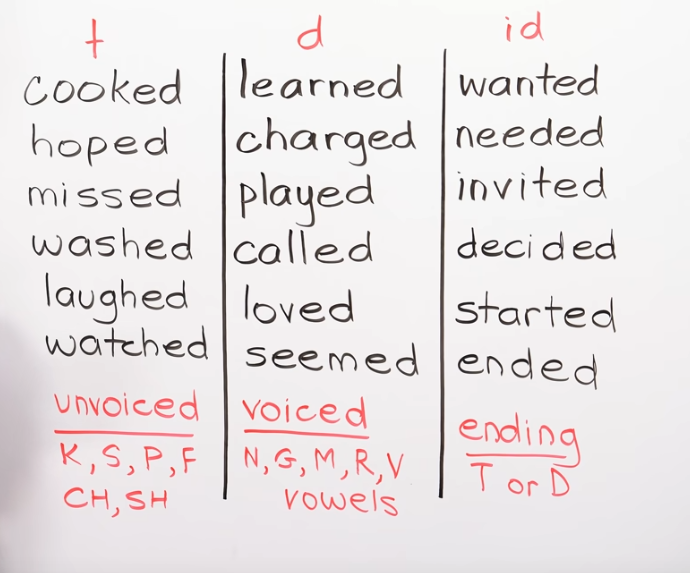 t
cooked
hoped
missed
washed
laughed
watched
unvoiced
K, S, P, F
CH, SH
d
learned
charged
played
called
loved
seemed
voiced
N, G, M, R, V
vowels
id
wanted
needed
invited
decided
started
ended
ending
T or D